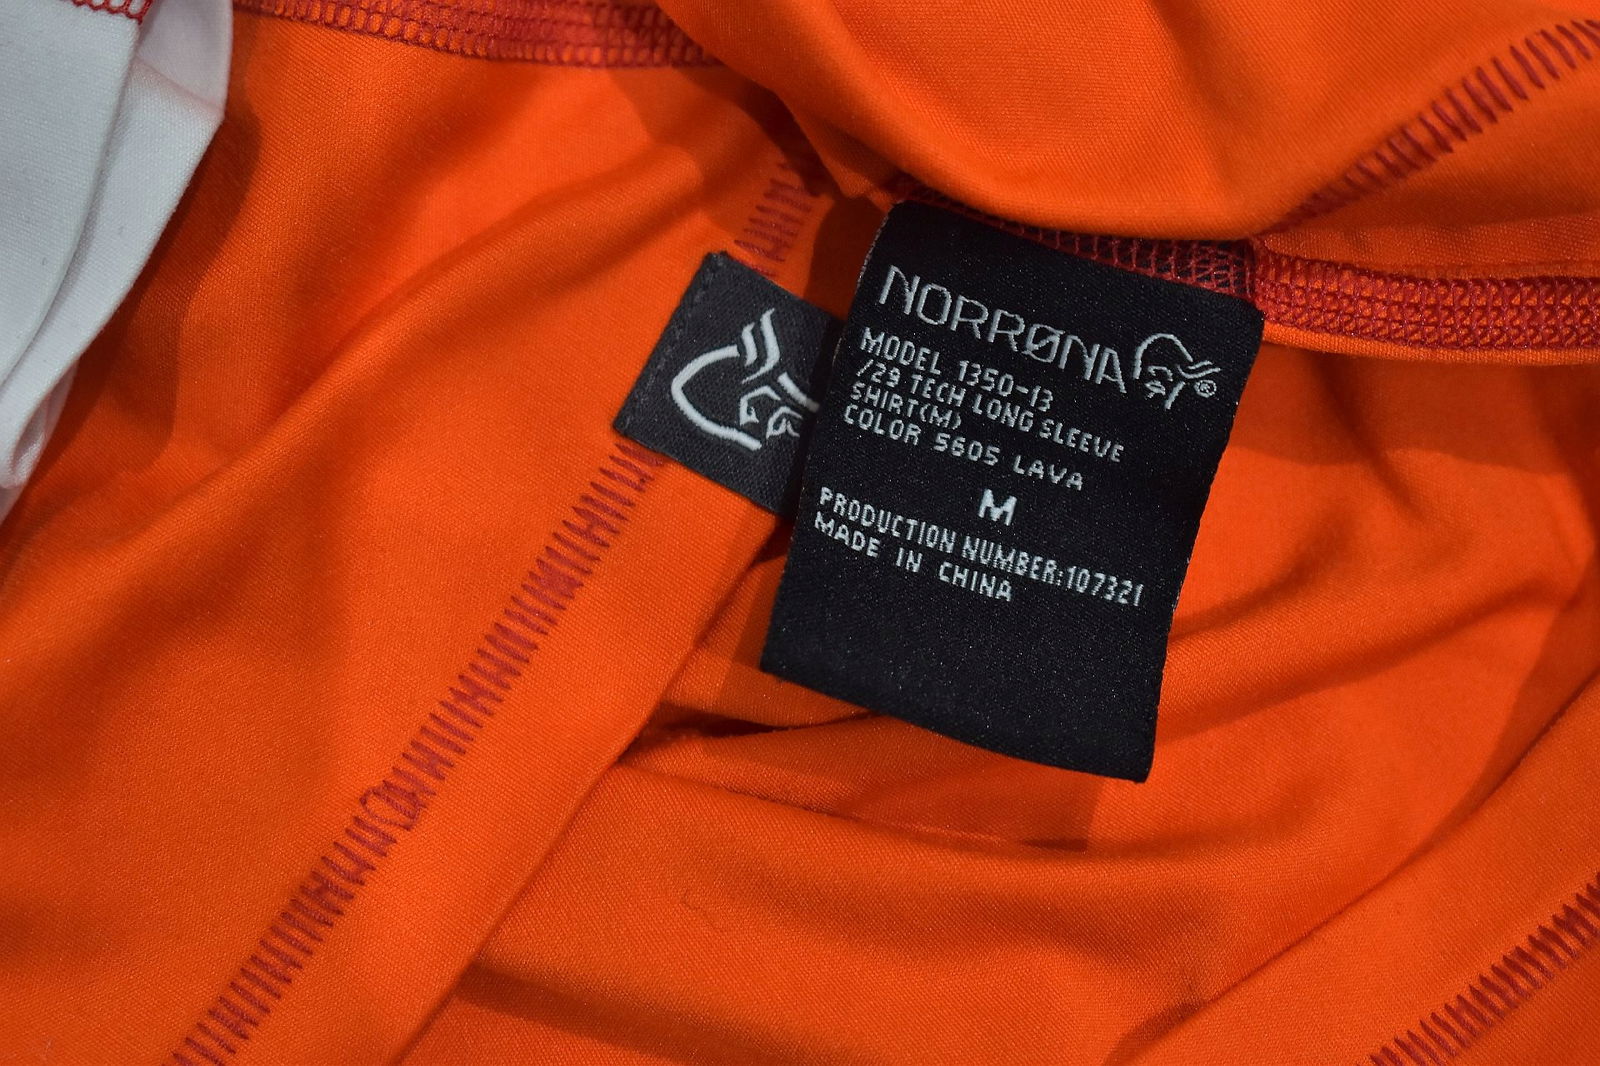 NORRØNA®
MODEL 1350-13
/29 TECH LONG SLEEVE
SHIRT(M)
COLOR 5605 LAVA
M
PRODUCTION NUMBER:107321
MADE IN CHINA